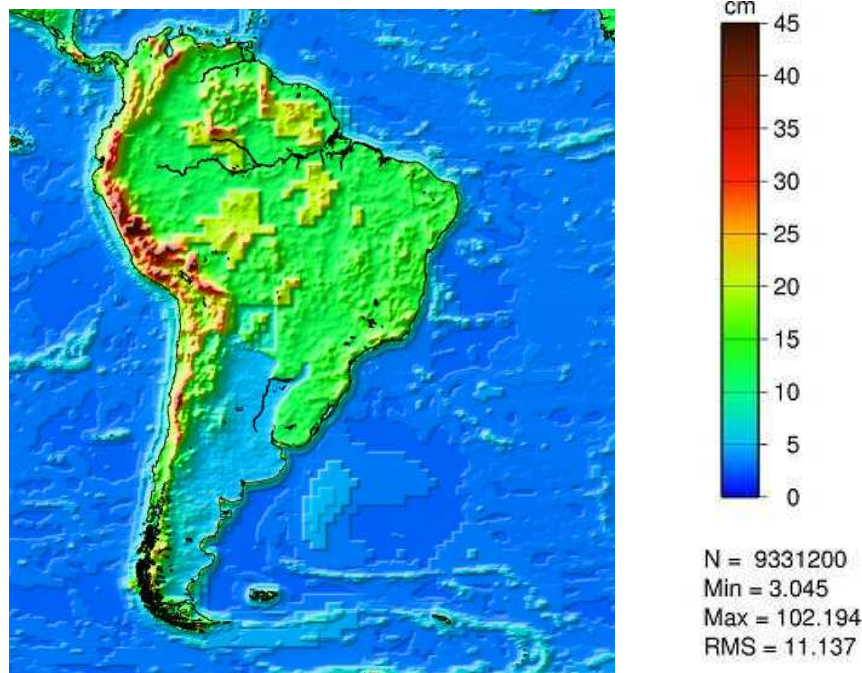 cm
45
40
35
30
25
20
15
10
5
0
N = 9331200
Min = 3.045
Max = 102.194
RMS = 11.137